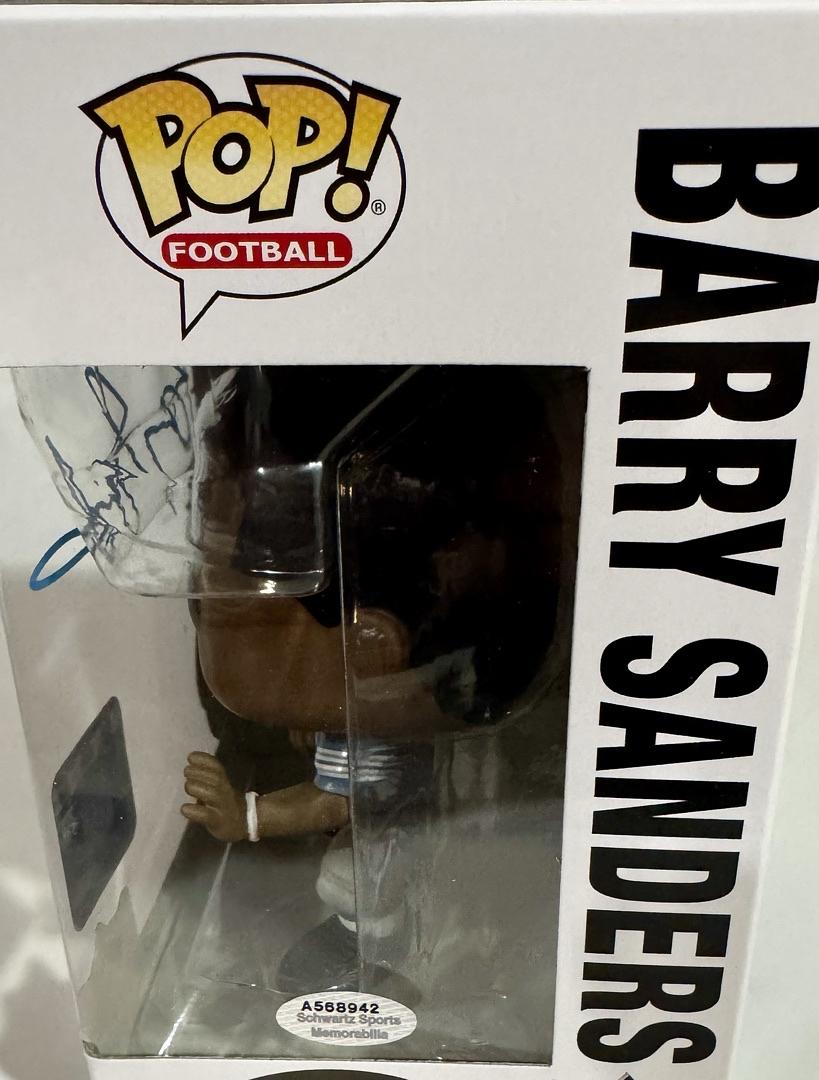 POP!®
FOOTBALL
BARRY SANDERS
A568942
Schwartz Sports
Memorabilia